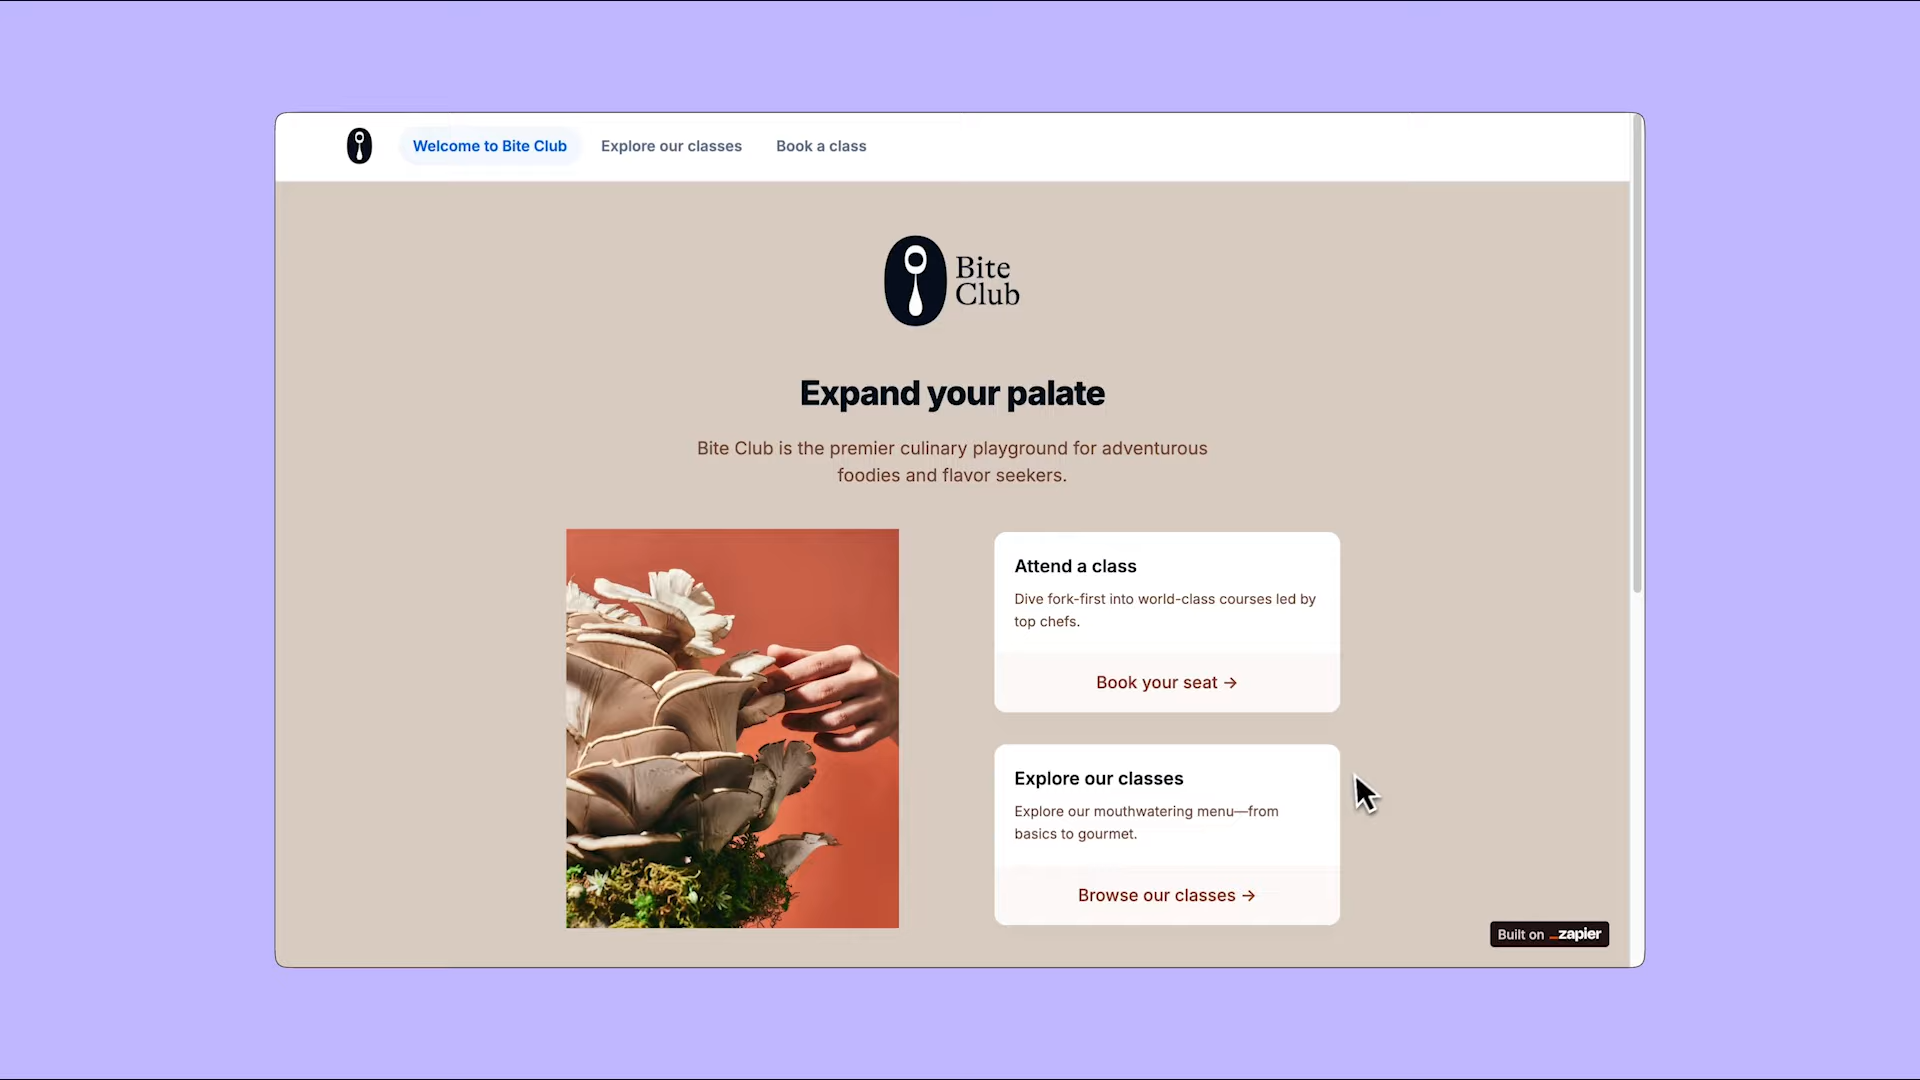 Welcome to Bite Club
Explore our classes
Book a class
Bite
Club
Expand your palate
Bite Club is the premier culinary playground for adventurous
foodies and flavor seekers.
Attend a class
Dive fork-first into world-class courses led by
top chefs.
Book your seat →
Explore our classes
Explore our mouthwatering menu—from
basics to gourmet.
Browse our classes →
Built on _zapier